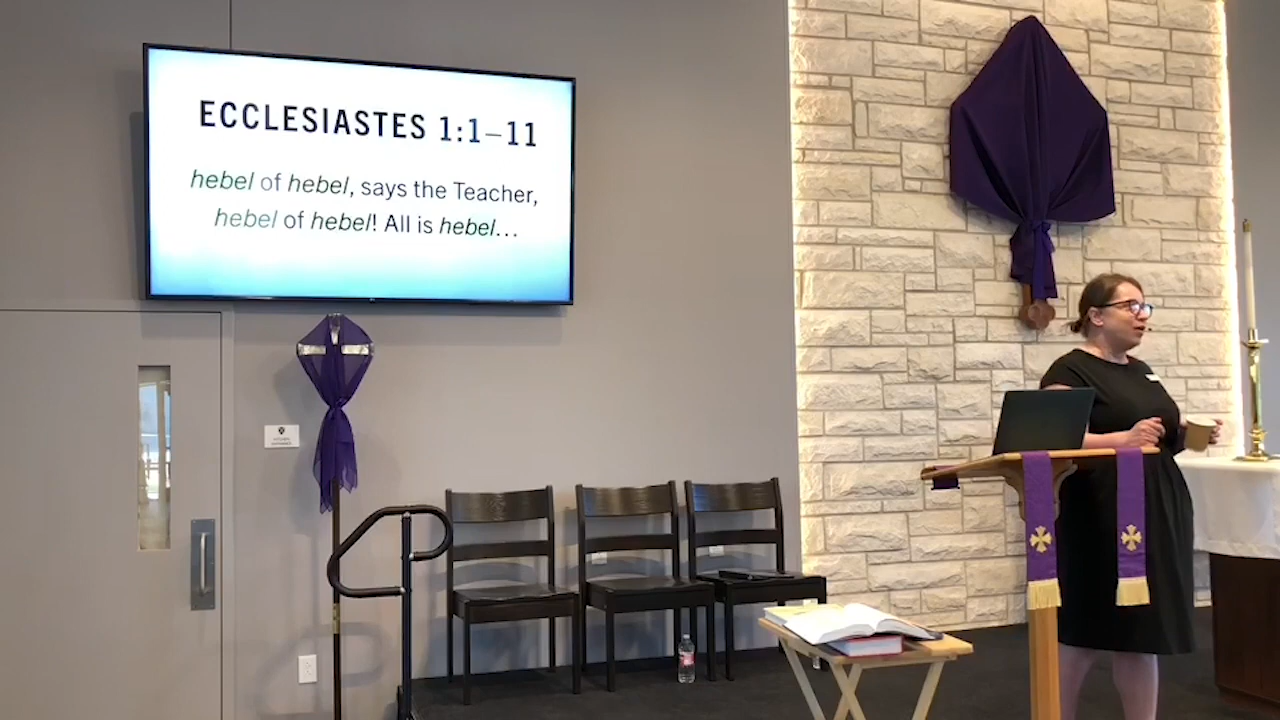 ECCLESIASTES 1:1–11
hebel of hebel, says the Teacher,
hebel of hebel! All is hebel...